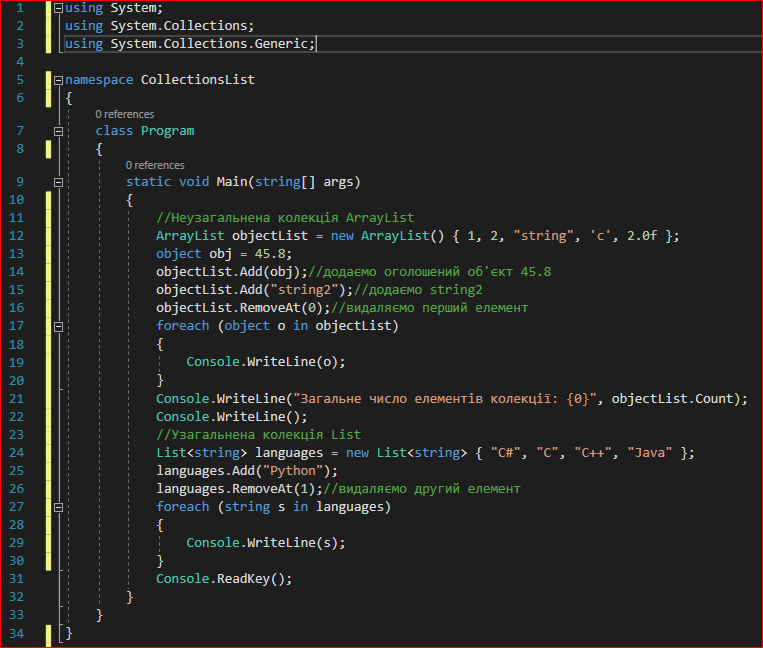 1 using System;
2 using System.Collections;
3 using System.Collections.Generic;
4
5 namespace CollectionsList
6 {
0 references
7 class Program
8 {
0 references
9 static void Main(string[] args)
10 {
11 //Неузагальнена колекція ArrayList
12 ArrayList objectList = new ArrayList() { 1, 2, "string", 'c', 2.0f };
13 object obj = 45.8;
14 objectList.Add(obj);//додаємо оголошений об'єкт 45.8
15 objectList.Add("string2");//додаємо string2
16 objectList.RemoveAt(0);//видаляємо перший елемент
17 foreach (object o in objectList)
18 {
19 Console.WriteLine(o);
20 }
21 Console.WriteLine("Загальне число елементів колекції: {0}", objectList.Count);
22 Console.WriteLine();
23 //Узагальнена колекція List
24 List<string> languages = new List<string> { "C#", "C", "C++", "Java" };
25 languages.Add("Python");
26 languages.RemoveAt(1);//видаляємо другий елемент
27 foreach (string s in languages)
28 {
29 Console.WriteLine(s);
30 }
31 Console.ReadKey();
32 }
33 }
34 }